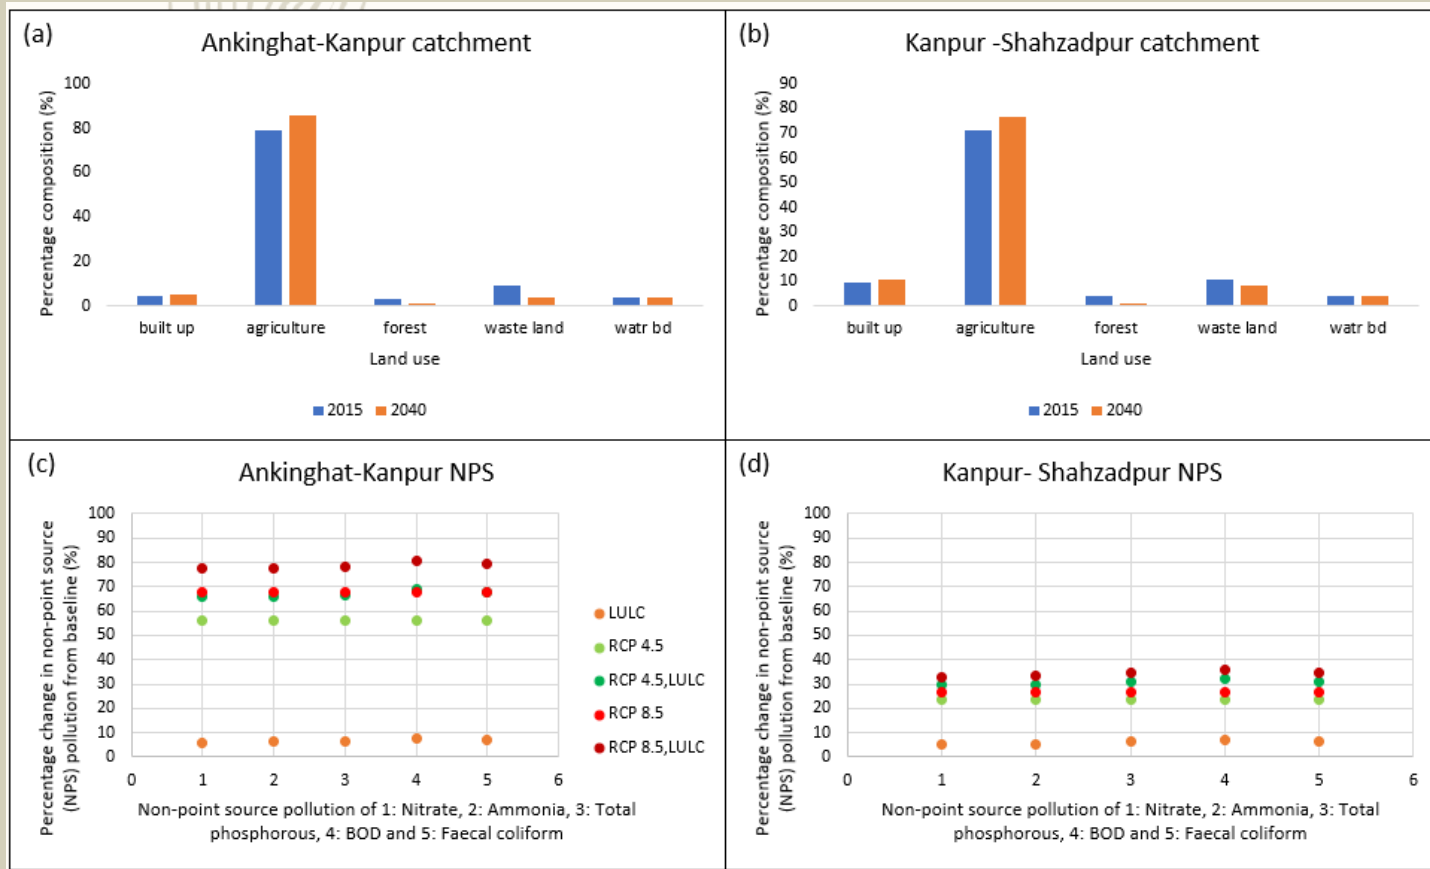 (a)
Ankinghat-Kanpur catchment
Percentage composition (%)
100
80
60
40
20
0
built up agriculture forest waste land watr bd
Land use
2015 2040
(b)
Kanpur -Shahzadpur catchment
Percentage composition (%)
90
80
70
60
50
40
30
20
10
0
built up agriculture forest waste land watr bd
Land use
2015 2040
(c)
Ankinghat-Kanpur NPS
Percentage change in non-point source
(NPS) pollution from baseline (%)
100
90
80
70
60
50
40
30
20
10
0
0 1 2 3 4 5 6
Non-point source pollution of 1: Nitrate, 2: Ammonia, 3: Total
phosphorous, 4: BOD and 5: Faecal coliform
LULC
RCP 4.5
RCP 4.5,LULC
RCP 8.5
RCP 8.5,LULC
(d)
Kanpur- Shahzadpur NPS
Percentage change in non-point source
(NPS) pollution from baseline (%)
100
90
80
70
60
50
40
30
20
10
0
0 1 2 3 4 5 6
Non-point source pollution of 1: Nitrate, 2: Ammonia, 3: Total
phosphorous, 4: BOD and 5: Faecal coliform